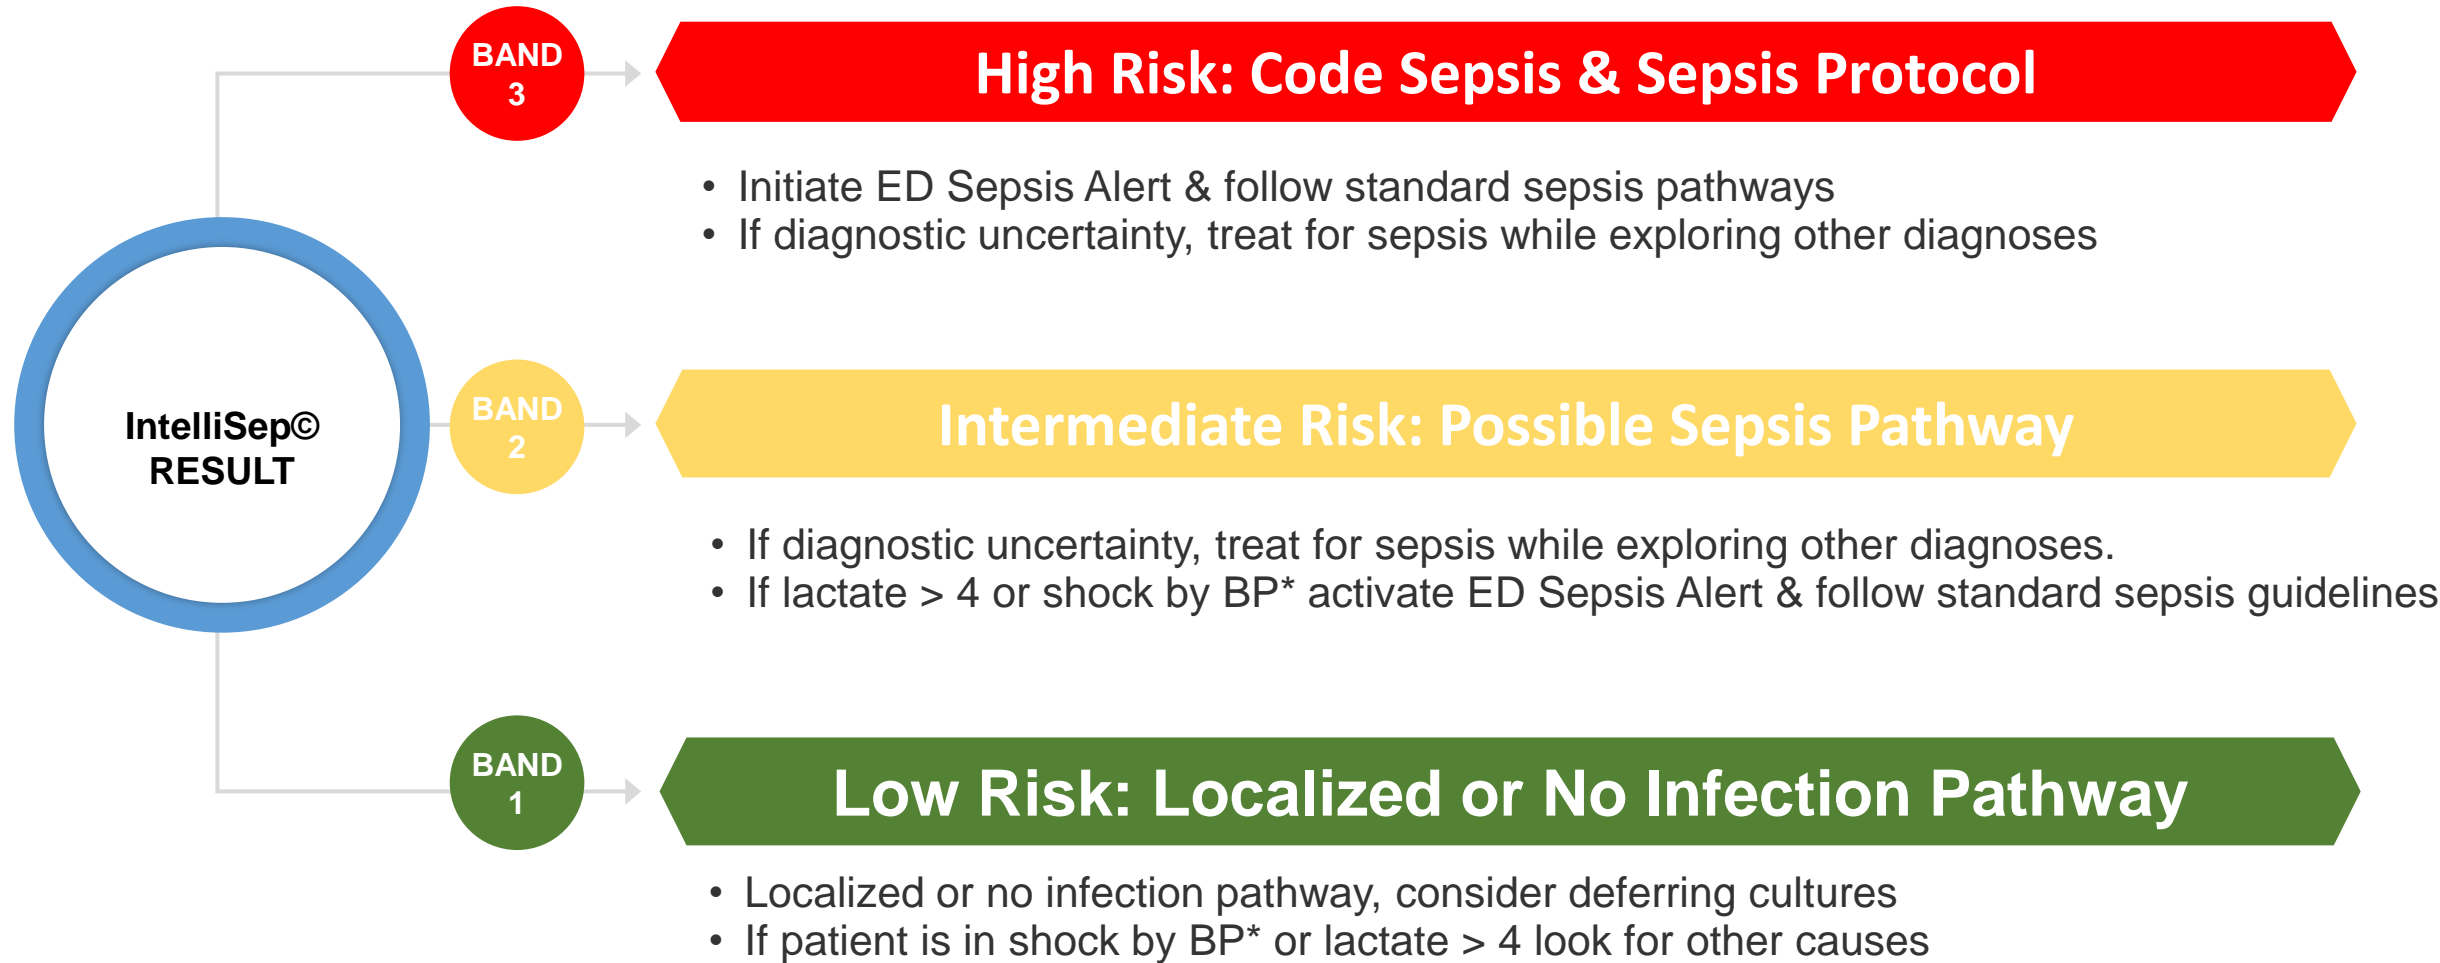 BAND
3
High Risk: Code Sepsis & Sepsis Protocol
• Initiate ED Sepsis Alert & follow standard sepsis pathways
• If diagnostic uncertainty, treat for sepsis while exploring other diagnoses
IntelliSep©
RESULT
BAND
2
Intermediate Risk: Possible Sepsis Pathway
• If diagnostic uncertainty, treat for sepsis while exploring other diagnoses.
• If lactate > 4 or shock by BP* activate ED Sepsis Alert & follow standard sepsis guidelines
BAND
1
Low Risk: Localized or No Infection Pathway
• Localized or no infection pathway, consider deferring cultures
• If patient is in shock by BP* or lactate > 4 look for other causes